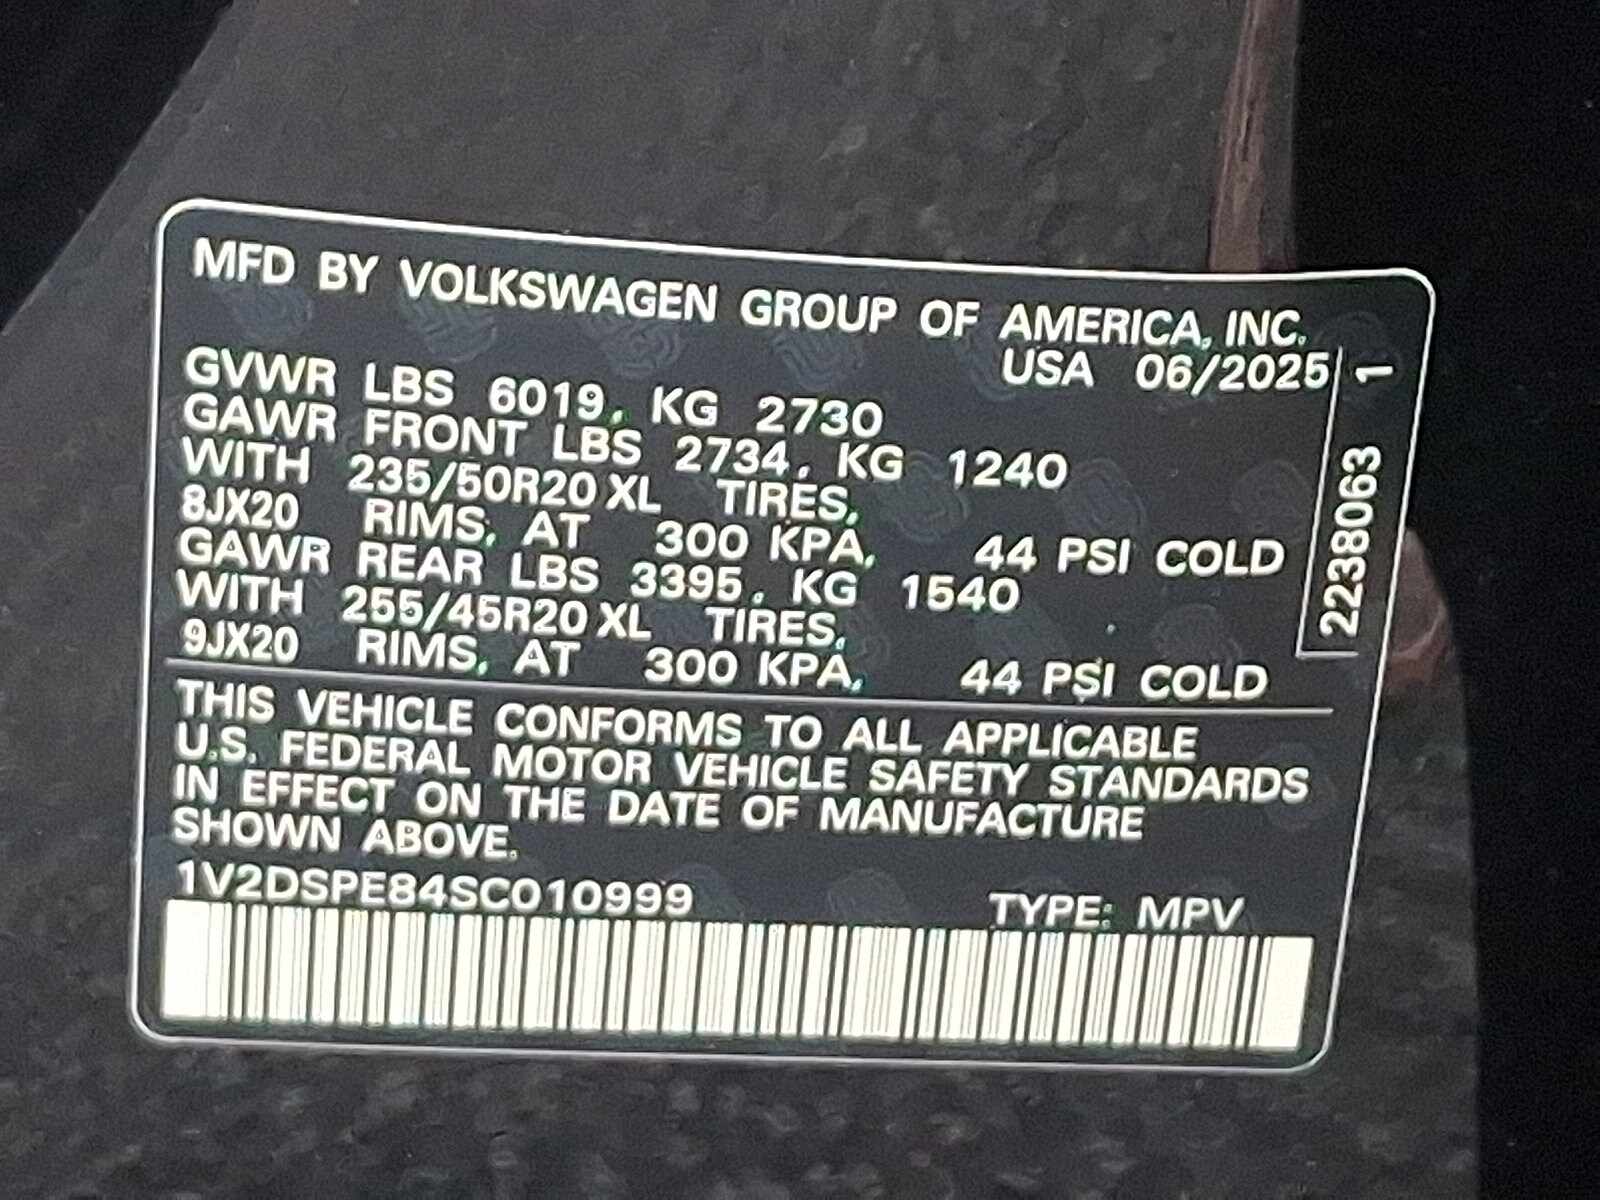 MFD BY VOLKSWAGEN GROUP OF AMERICA, INC.
USA 06/2025
GVWR LBS 6019, KG 2730
GAWR FRONT LBS 2734, KG 1240
WITH 235/50R20 XL TIRES,
8JX20 RIMS, AT 300 KPA, 44 PSI COLD
GAWR REAR LBS 3395, KG 1540
WITH 255/45R20 XL TIRES,
9JX20 RIMS, AT 300 KPA, 44 PSI COLD
2238063 1
THIS VEHICLE CONFORMS TO ALL APPLICABLE
U.S. FEDERAL MOTOR VEHICLE SAFETY STANDARDS
IN EFFECT ON THE DATE OF MANUFACTURE
SHOWN ABOVE.
1V2DSPE84SC010999 TYPE: MPV